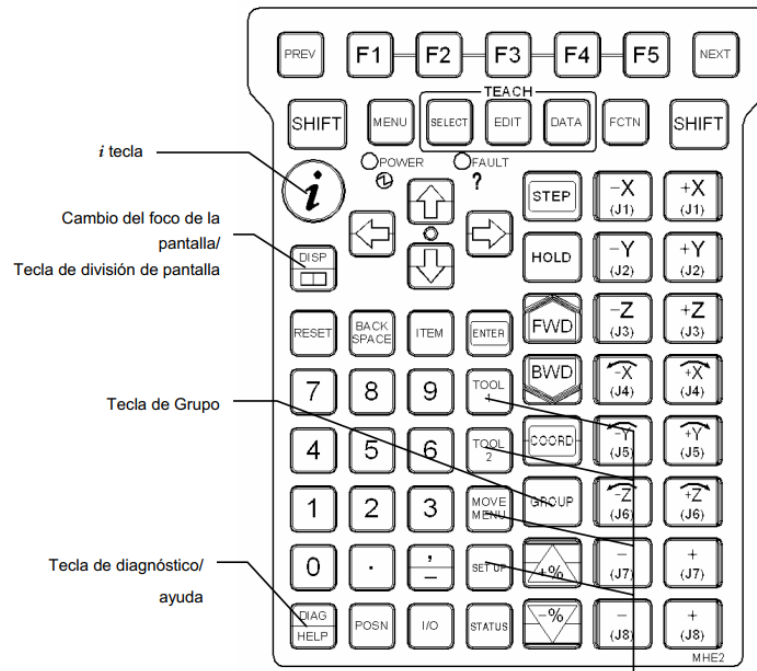 PREV F1 F2 F3 F4 F5 NEXT
TEACH
SHIFT MENU SELECT EDIT DATA FCTN SHIFT
i tecla
i
POWER FAULT
?
STEP -X (J1) +X (J1)
Cambio del foco de la
pantalla/
Tecla de división de pantalla
DISP
HOLD -Y (J2) +Y (J2)
RESET BACK SPACE ITEM ENTER FWD -Z (J3) +Z (J3)
Tecla de Grupo
7 8 9 TOOL BWD -X (J4) +X (J4)
4 5 6 TOOL 2 COORD -Y (J5) +Y (J5)
1 2 3 MOVE MENU GROUP -Z (J6) +Z (J6)
Tecla de diagnóstico/
ayuda
0 . , - SET UP +% - (J7) + (J7)
DIAG HELP POSN I/O STATUS -% - (J8) + (J8)
MHE2